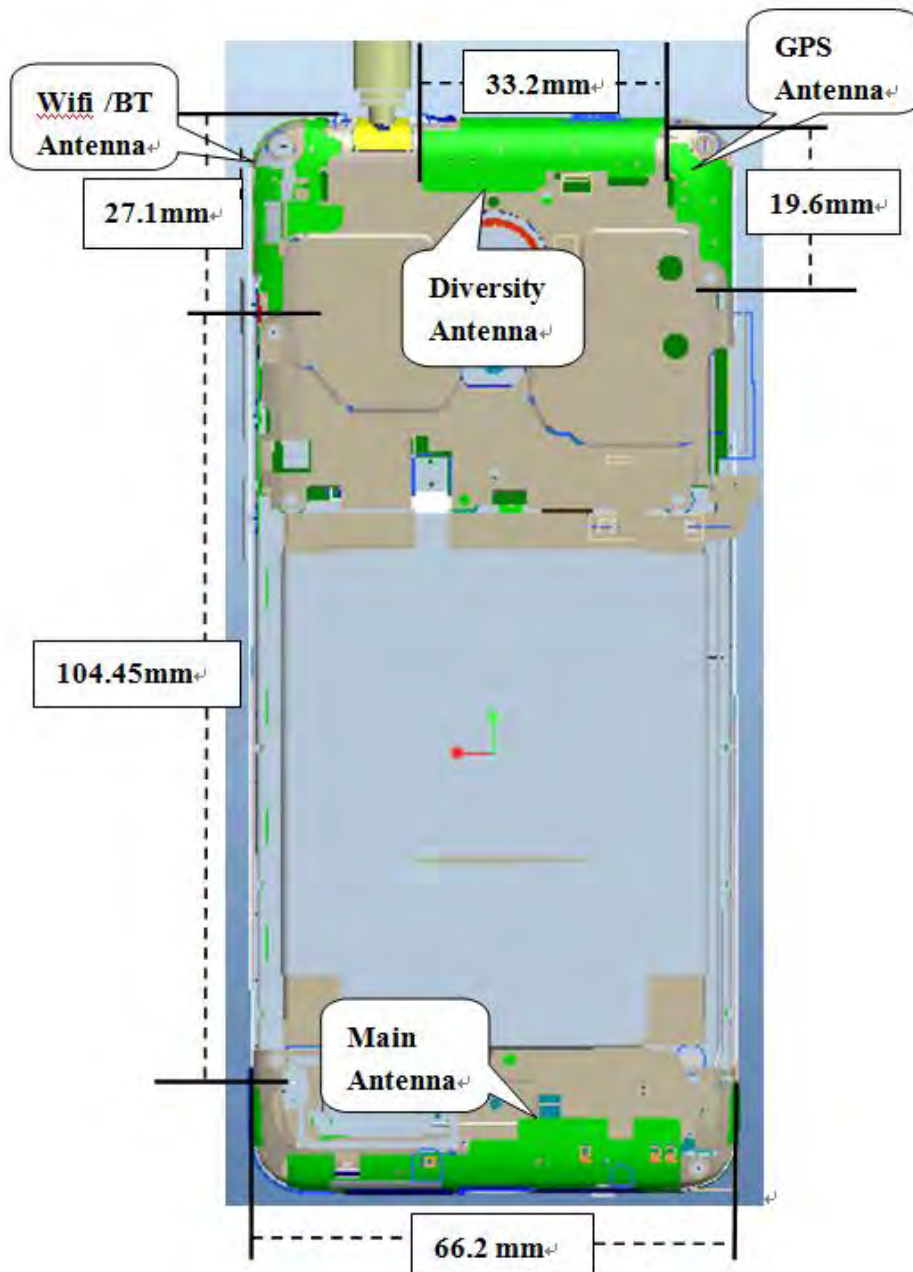 GPS
Antenna
33.2mm
Wifi /BT
Antenna
27.1mm
19.6mm
Diversity
Antenna
104.45mm
Main
Antenna
66.2 mm